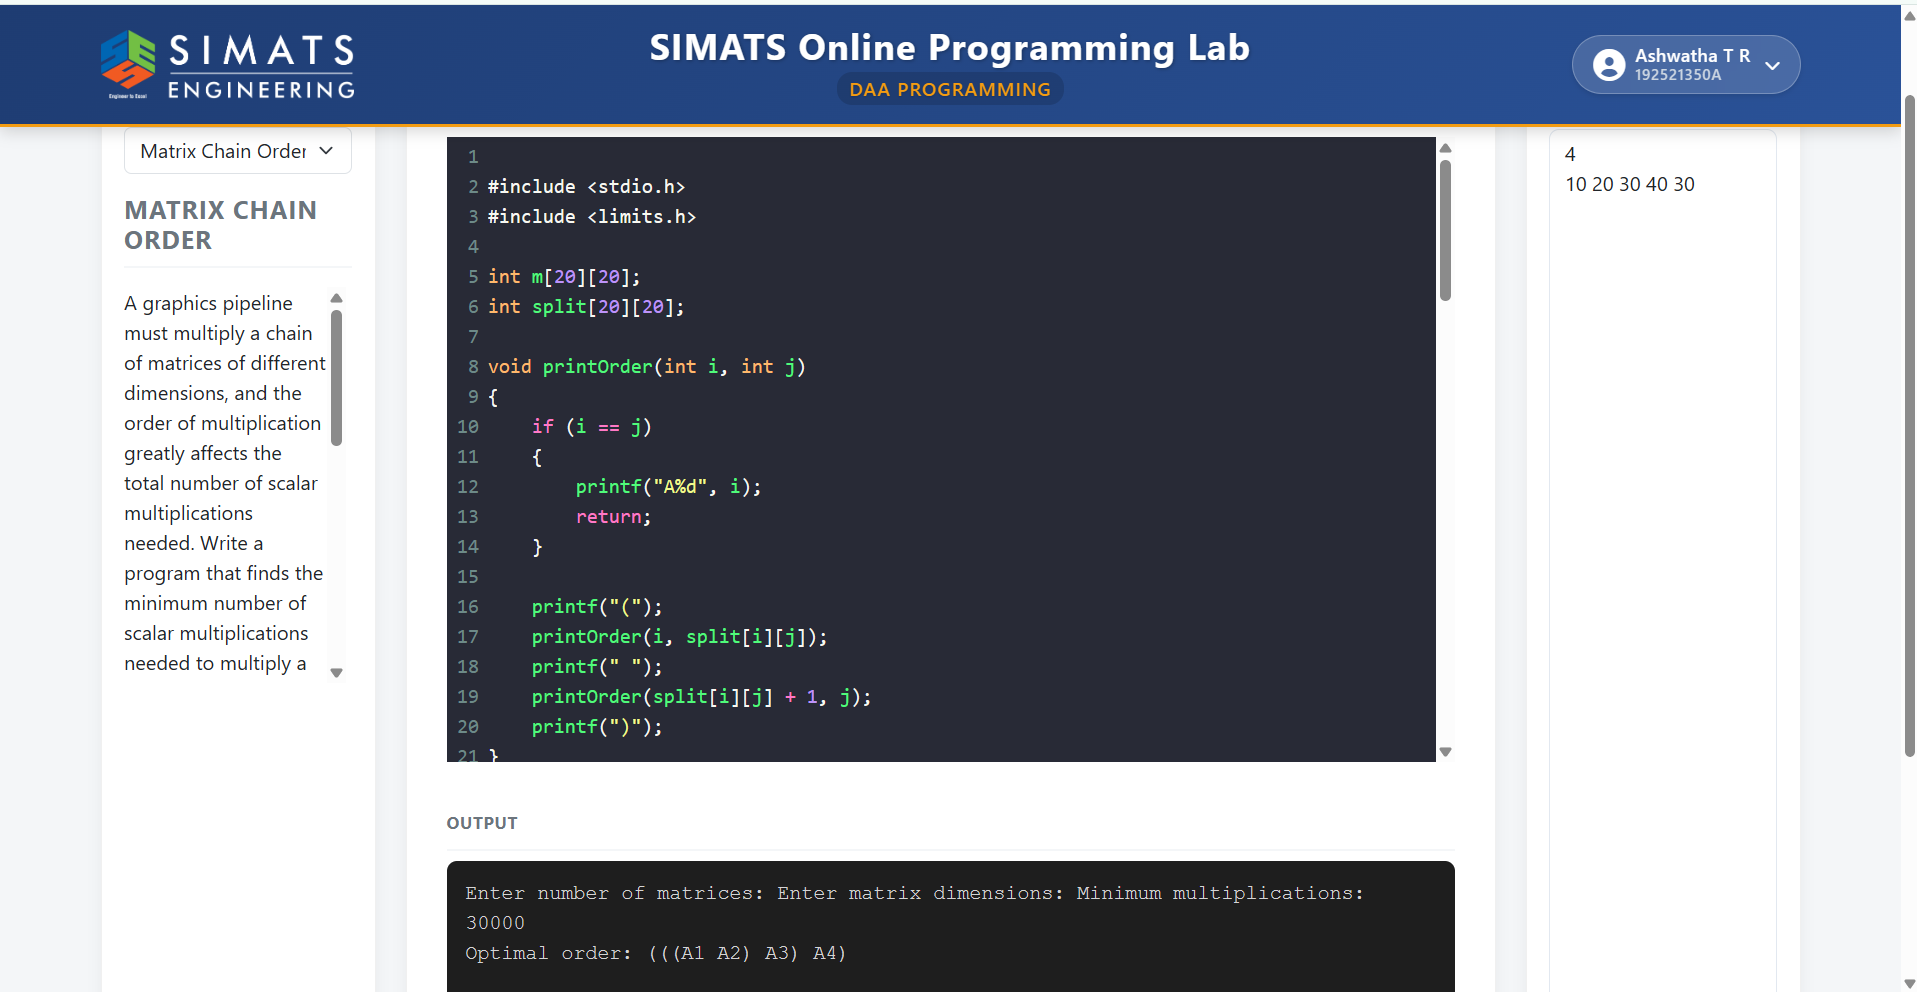 SIMATS
ENGINEERING
Engineer to Excel
SIMATS Online Programming Lab
DAA PROGRAMMING
Ashwatha T R
192521350A
Matrix Chain Order
MATRIX CHAIN
ORDER
A graphics pipeline
must multiply a chain
of matrices of different
dimensions, and the
order of multiplication
greatly affects the
total number of scalar
multiplications
needed. Write a
program that finds the
minimum number of
scalar multiplications
needed to multiply a
1
2 #include <stdio.h>
3 #include <limits.h>
4
5 int m[20][20];
6 int split[20][20];
7
8 void printOrder(int i, int j)
9 {
10     if (i == j)
11     {
12         printf("A%d", i);
13         return;
14     }
15
16     printf("(");
17     printOrder(i, split[i][j]);
18     printf(" ");
19     printOrder(split[i][j] + 1, j);
20     printf(")");
21 }
OUTPUT
Enter number of matrices: Enter matrix dimensions: Minimum multiplications:
30000
Optimal order: (((A1 A2) A3) A4)
4
10 20 30 40 30